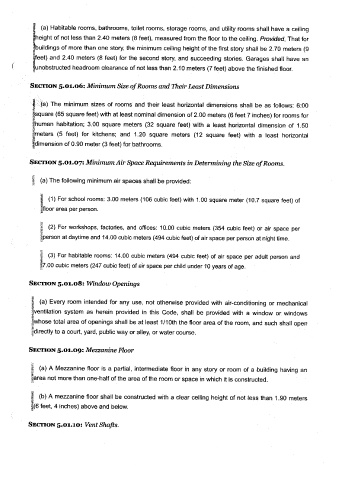 (a) Habitable rooms, bathrooms, toilet rooms, storage rooms, and utility rooms shall have a ceiling
height of not less than 2.40 meters (8 feet), measured from the floor to the ceiling. Provided, That for
buildings of more than one story, the minimum ceiling height of the first story shall be 2.70 meters (9
feet) and 2.40 meters (8 feet) for the second story, and succeeding stories. Garages shall have an
unobstructed headroom clearance of not less than 2.10 meters (7 feet) above the finished floor.
SECTION 5.01.06: Minimum Size of Rooms and Their Least Dimensions
(a) The minimum sizes of rooms and their least horizontal dimensions shall be as follows: 6.00
square (65 square feet) with at least nominal dimension of 2.00 meters (6 feet 7 inches) for rooms for
human habitation; 3.00 square meters (32 square feet) with a least horizontal dimension of 1.50
meters (5 feet) for kitchens; and 1.20 square meters (12 square feet) with a least horizontal
dimension of 0.90 meter (3 feet) for bathrooms.
SECTION 5.01.07: Minimum Air Space Requirements in Determining the Size of Rooms.
(a) The following minimum air spaces shall be provided:
(1) For school rooms: 3.00 meters (106 cubic feet) with 1.00 square meter (10.7 square feet) of
floor area per person.
(2) For workshops, factories, and offices: 10.00 cubic meters (354 cubic feet) or air space per
person at daytime and 14.00 cubic meters (494 cubic feet) of air space per person at night time.
(3) For habitable rooms: 14.00 cubic meters (494 cubic feet) of air space per adult person and
7.00 cubic meters (247 cubic feet) of air space per child under 10 years of age.
SECTION 5.01.08: Window Openings
(a) Every room intended for any use, not otherwise provided with air-conditioning or mechanical
ventilation system as herein provided in this Code, shall be provided with a window or windows
whose total area of openings shall be at least 1/10th the floor area of the room, and such shall open
directly to a court, yard, public way or alley, or water course.
SECTION 5.01.09: Mezzanine Floor
(a) A Mezzanine floor is a partial, intermediate floor in any story or room of a building having an
area not more than one-half of the area of the room or space in which it is constructed.
(b) A mezzanine floor shall be constructed with a clear ceiling height of not less than 1.90 meters
(6 feet, 4 inches) above and below.
SECTION 5.01.10: Vent Shafts.